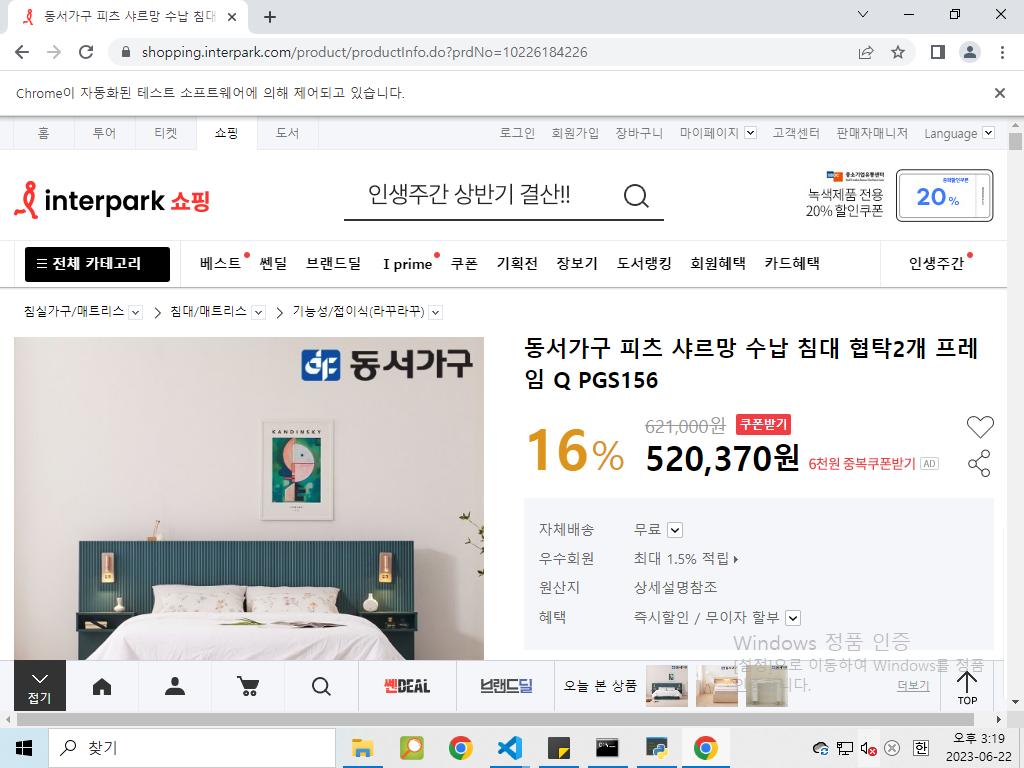 동서가구 피츠 샤르망 수납 침대
shopping.interpark.com/product/productInfo.do?prdNo=10226184226
Chrome이 자동화된 테스트 소프트웨어에 의해 제어되고 있습니다.
홈 투어 티켓 쇼핑 도서 로그인 회원가입 장바구니 마이페이지 고객센터 판매자매니저 Language
interpark 쇼핑
인생주간 상반기 결산!!
중소기업유통센터
녹색제품 전용
20% 할인쿠폰
중복할인쿠폰
20%
전체 카테고리 베스트 쎈딜 브랜드딜 I prime 쿠폰 기획전 장보기 도서랭킹 회원혜택 카드혜택 인생주간
침실가구/매트리스 침대/매트리스 기능성/접이식(라꾸라꾸)
동서가구
KANDINSKY
동서가구 피츠 샤르망 수납 침대 협탁2개 프레
임 Q PGS156
16%
621,000원 쿠폰받기
520,370원 6천원 중복쿠폰받기 AD
자체배송 무료
우수회원 최대 1.5% 적립
원산지 상세설명참조
혜택 즉시할인 / 무이자 할부
Windows 정품 인증
[설정]으로 이동하여 Windows를 정품
접기
쎈DEAL
브랜드딜
오늘 본 상품
더보기
TOP
찾기
한
오후 3:19
2023-06-22